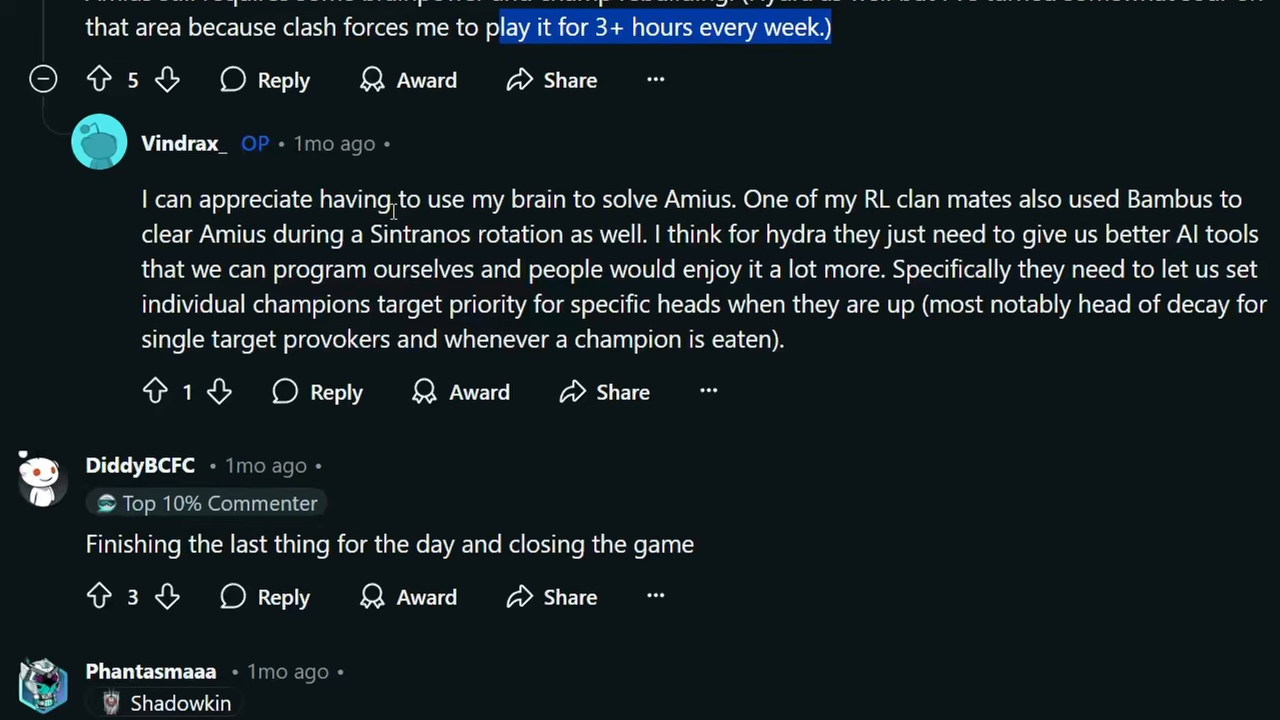 that area because clash forces me to play it for 3+ hours every week.)
5 Reply Award Share ...
Vindrax_ OP • 1mo ago •
I can appreciate having to use my brain to solve Amius. One of my RL clan mates also used Bambus to
clear Amius during a Sintranos rotation as well. I think for hydra they just need to give us better AI tools
that we can program ourselves and people would enjoy it a lot more. Specifically they need to let us set
individual champions target priority for specific heads when they are up (most notably head of decay for
single target provokers and whenever a champion is eaten).
1 Reply Award Share ...
DiddyBCFC • 1mo ago •
Top 10% Commenter
Finishing the last thing for the day and closing the game
3 Reply Award Share ...
Phantasmaaa • 1mo ago •
Shadowkin